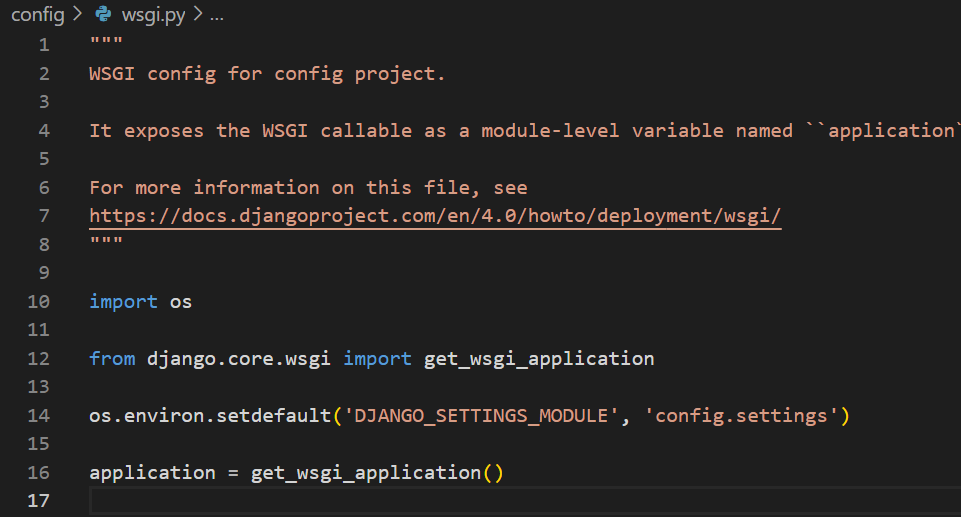 config > wsgi.py > ...
1 """
2 WSGI config for config project.
3
4 It exposes the WSGI callable as a module-level variable named ``application`
5
6 For more information on this file, see
7 https://docs.djangoproject.com/en/4.0/howto/deployment/wsgi/
8 """
9
10 import os
11
12 from django.core.wsgi import get_wsgi_application
13
14 os.environ.setdefault('DJANGO_SETTINGS_MODULE', 'config.settings')
15
16 application = get_wsgi_application()
17